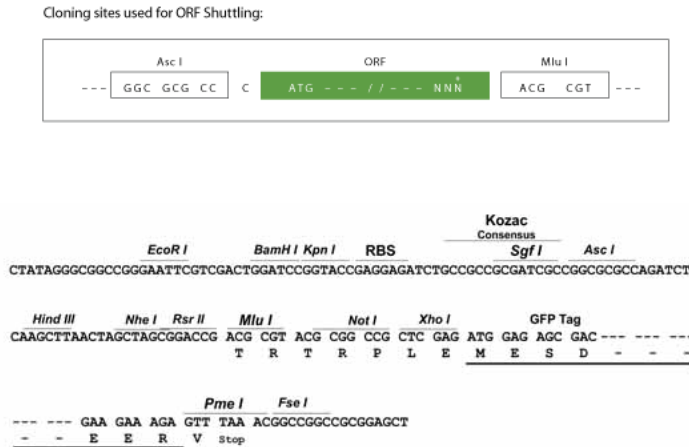 Cloning sites used for ORF Shuttling:
Asc I ORF Mlu I
--- GGC GCG CC C ATG --- // --- NNN* ACG CGT ---
Kozac
Consensus
EcoR I BamH I Kpn I RBS Sgf I Asc I
CTATAGGGCGGCCGGGAATTCGTCGACTGGATCCGGTACCGAGGAGATCTGCCGCCGCGATCGCCGGCGCGCCAGATCT
Hind III Nhe I Rsr II Mlu I Not I Xho I GFP Tag
CAAGCTTAACTAGCTAGCGGACCG ACG CGT ACG CGG CCG CTC GAG ATG GAG AGC GAC --- --- ---
T R T R P L E M E S D - - -
Pme I Fse I
--- --- GAA GAA AGA GTT TAA ACGGCCGGCCGCGGAGCT
- - E E R V Stop